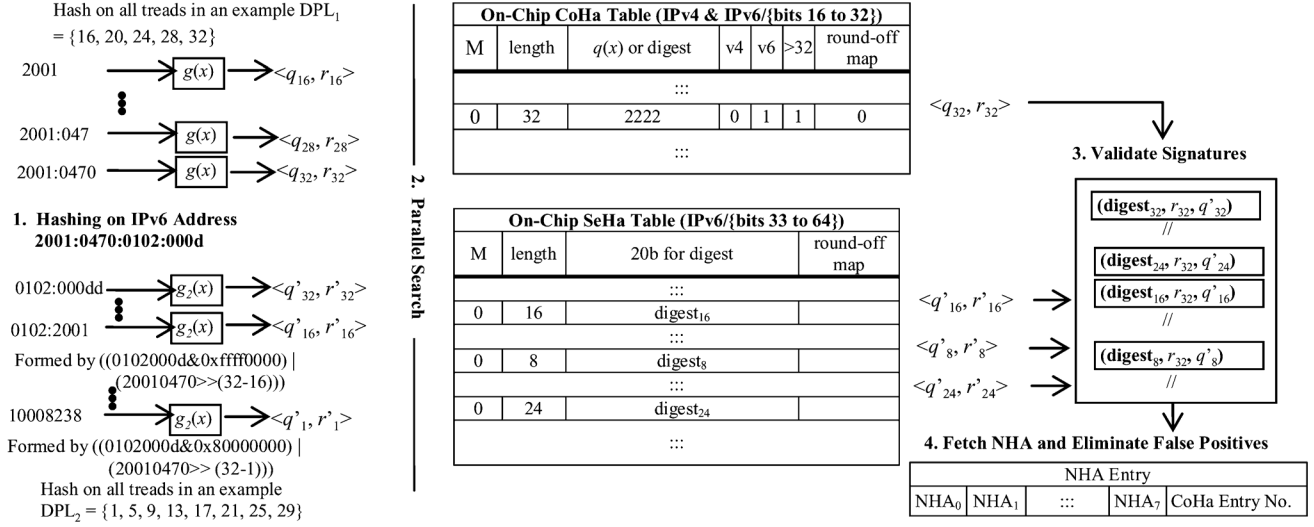 Hash on all treads in an example DPL₁
= {16, 20, 24, 28, 32}
2001
g(x)
<q₁₆, r₁₆>
2001:047
g(x)
<q₂₈, r₂₈>
2001:0470
g(x)
<q₃₂, r₃₂>
1. Hashing on IPv6 Address
2001:0470:0102:000d
0102:000dd
g₂(x)
<q'₃₂, r'₃₂>
0102:2001
g₂(x)
<q'₁₆, r'₁₆>
Formed by ((0102000d&0xffff0000) |
(20010470>>(32-16)))
10008238
g₂(x)
<q'₁, r'₁>
Formed by ((0102000d&0x80000000) |
(20010470>> (32-1)))
Hash on all treads in an example
DPL₂ = {1, 5, 9, 13, 17, 21, 25, 29}
2. Parallel Search
On-Chip CoHa Table (IPv4 & IPv6/{bits 16 to 32})
M length q(x) or digest v4 v6 >32 round-off map
:::
0 32 2222 0 1 1 0
:::
On-Chip SeHa Table (IPv6/{bits 33 to 64})
M length 20b for digest round-off map
:::
0 16 digest₁₆
:::
0 8 digest₈
:::
0 24 digest₂₄
:::
<q₃₂, r₃₂>
3. Validate Signatures
(digest₃₂, r₃₂, q'₃₂)
//
(digest₂₄, r₃₂, q'₂₄)
(digest₁₆, r₃₂, q'₁₆)
//
(digest₈, r₃₂, q'₈)
//
<q'₁₆, r'₁₆>
<q'₈, r'₈>
<q'₂₄, r'₂₄>
4. Fetch NHA and Eliminate False Positives
NHA Entry
NHA₀ NHA₁ ::: NHA₇ CoHa Entry No.